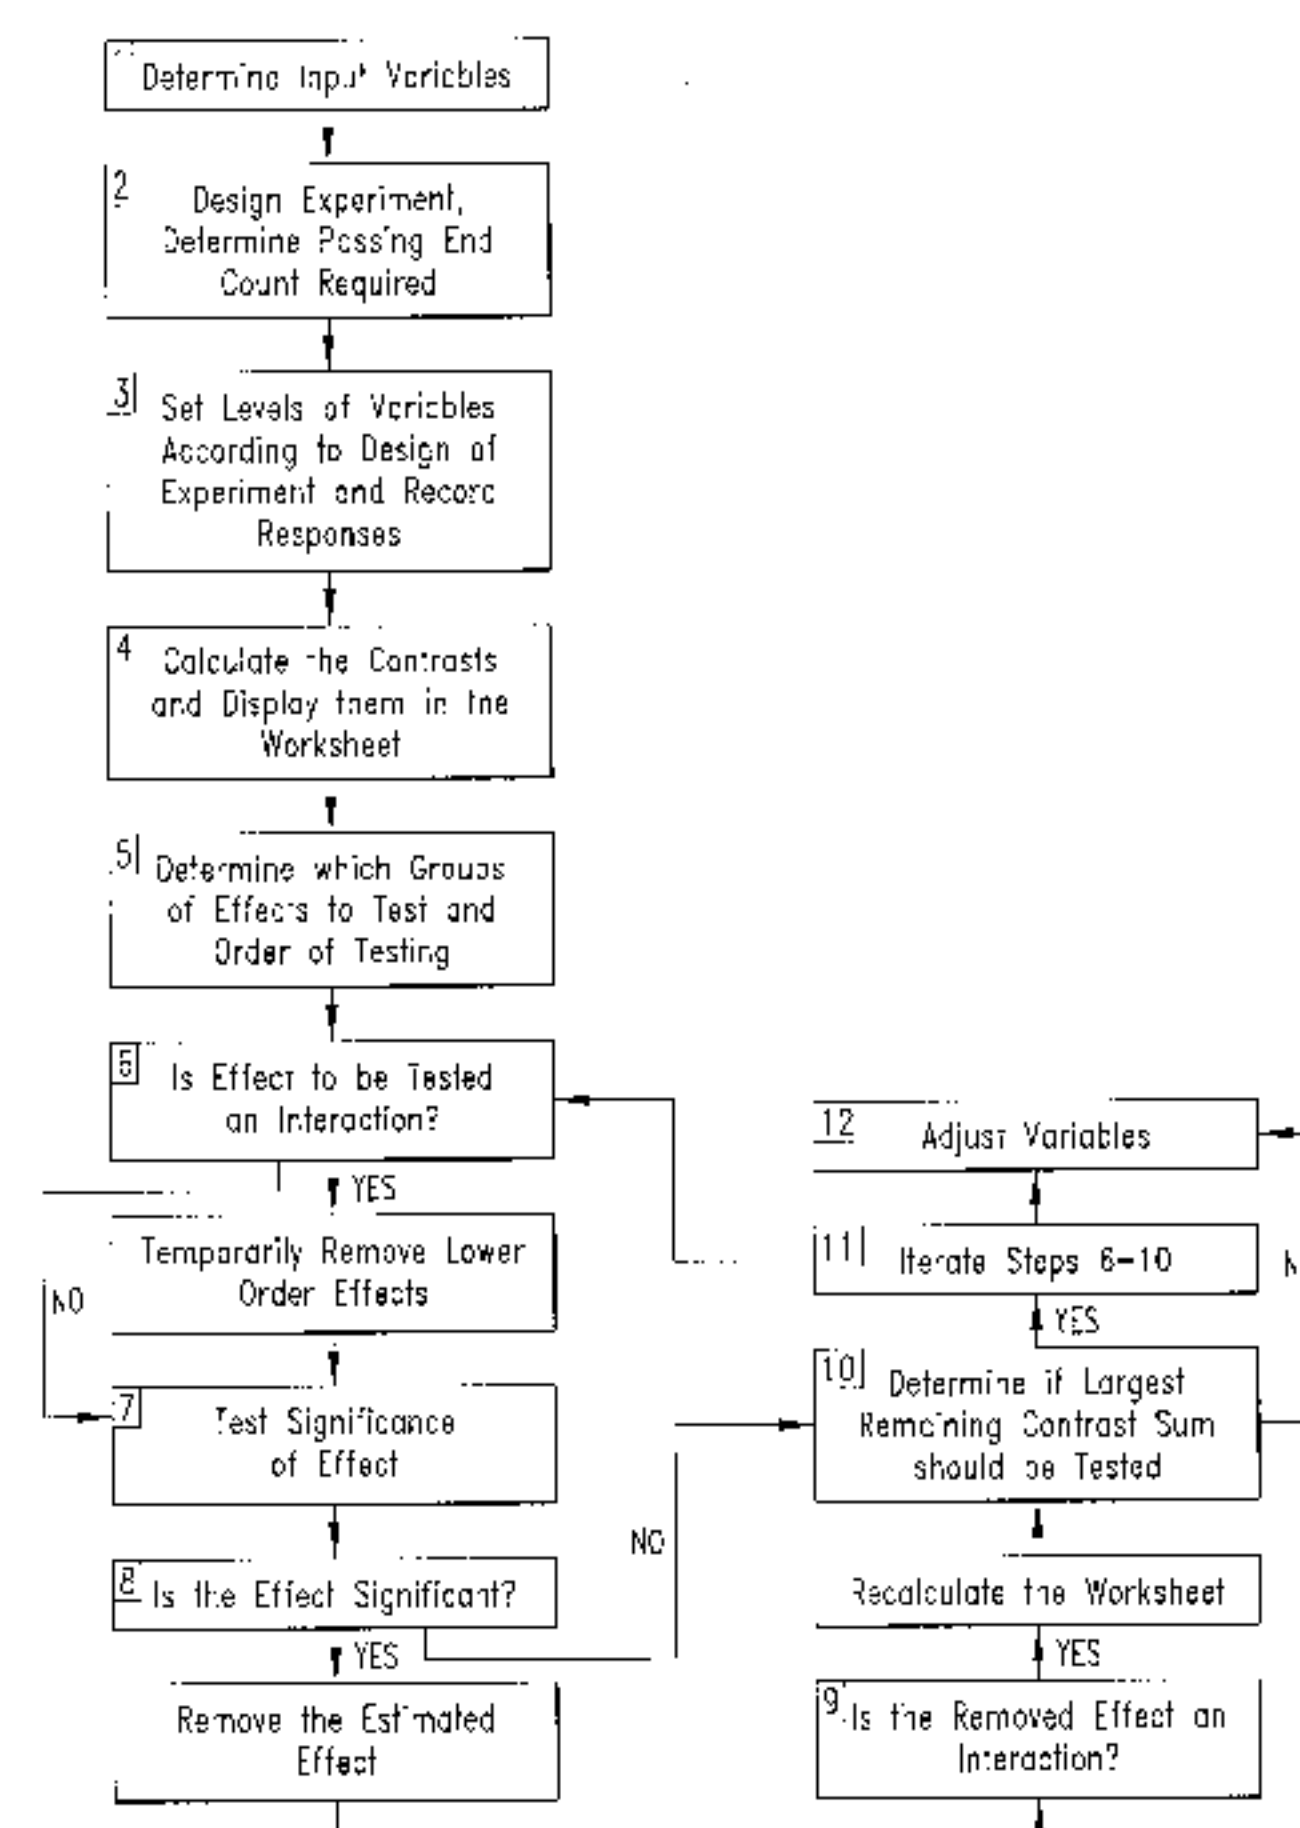 Determine Input Variables
2
Design Experiment,
Determine Passing End
Count Required
3
Set Levels of Variables
According to Design of
Experiment and Record
Responses
4
Calculate the Contrasts
and Display them in the
Worksheet
5
Determine which Groups
of Effects to Test and
Order of Testing
6
Is Effect to be Tested
an Interaction?
YES
NO
Temporarily Remove Lower
Order Effects
7
Test Significance
of Effect
8
Is the Effect Significant?
YES
NO
Remove the Estimated
Effect
12
Adjust Variables
11
Iterate Steps 6-10
YES
10
Determine if Largest
Remaining Contrast Sum
should be Tested
Recalculate the Worksheet
YES
9
Is the Removed Effect an
Interaction?